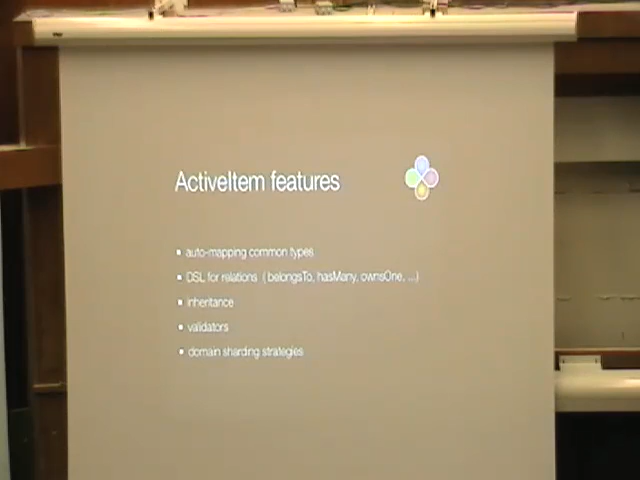 ActiveItem features
auto-mapping common types
DSL for relations ( belongsTo, hasMany, ownsOne, ...)
inheritance
validators
domain sharding strategies